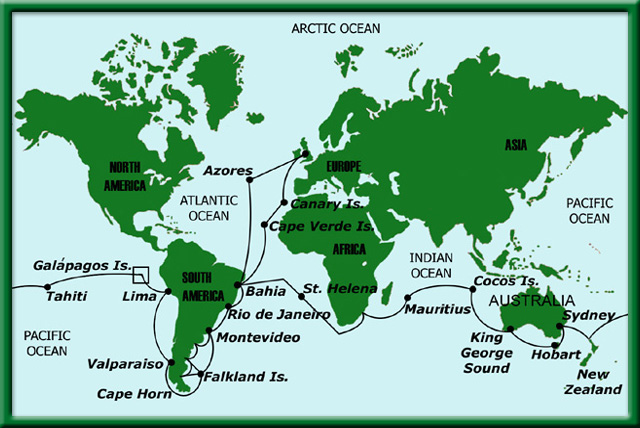 ARCTIC OCEAN
ASIA
NORTH
AMERICA
EUROPE
Azores
ATLANTIC
OCEAN
Canary Is.
PACIFIC
OCEAN
Cape Verde Is.
AFRICA
INDIAN
OCEAN
Galápagos Is.
SOUTH
AMERICA
Tahiti
Lima
Bahia
St. Helena
Cocos Is.
AUSTRALIA
Mauritius
Rio de Janeiro
Sydney
PACIFIC
OCEAN
Montevideo
King
George
Sound
Hobart
Valparaiso
Falkland Is.
New
Zealand
Cape Horn